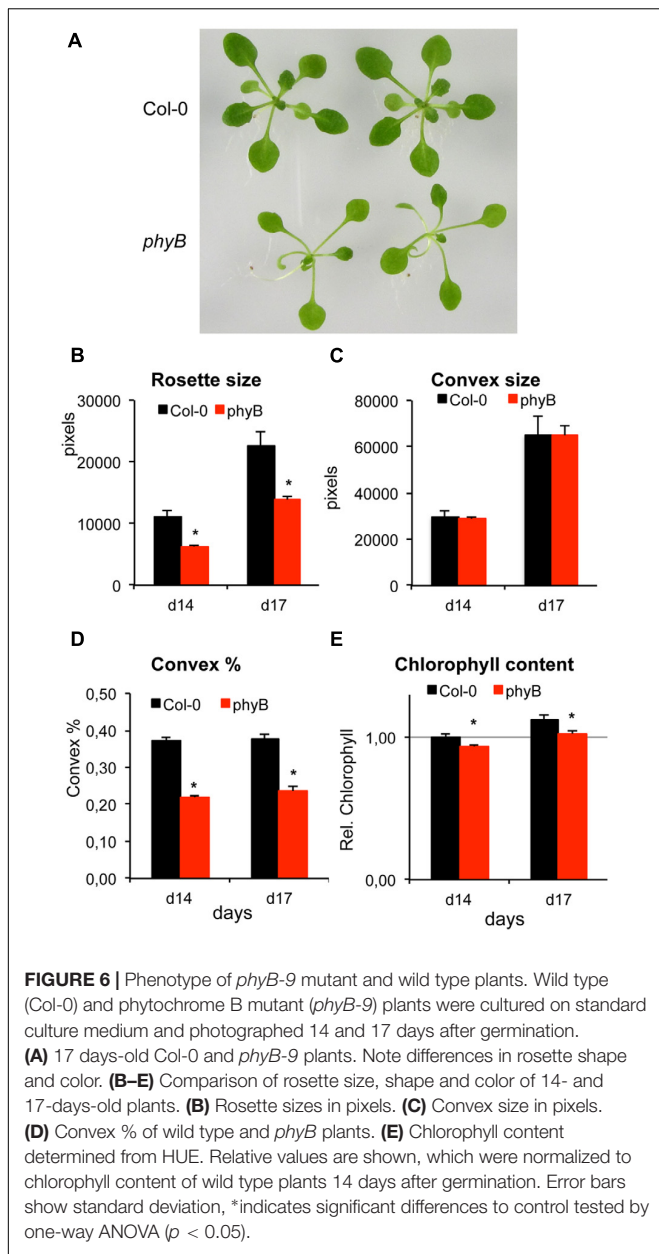 A
Col-0
phyB
B
Rosette size
30000
20000
10000
0
pixels
Col-0 phyB
*
*
d14 d17
C
Convex size
80000
60000
40000
20000
0
pixels
Col-0 phyB
d14 d17
D
Convex %
0,50
0,40
0,30
0,20
0,10
0,00
Convex %
Col-0 phyB
*
*
d14 d17
days
E
Chlorophyll content
1,00
0,00
Rel. Chlorophyll
Col-0 phyB
*
*
d14 d17
days
FIGURE 6 | Phenotype of phyB-9 mutant and wild type plants. Wild type
(Col-0) and phytochrome B mutant (phyB-9) plants were cultured on standard
culture medium and photographed 14 and 17 days after germination.
(A) 17 days-old Col-0 and phyB-9 plants. Note differences in rosette shape
and color. (B–E) Comparison of rosette size, shape and color of 14- and
17-days-old plants. (B) Rosette sizes in pixels. (C) Convex size in pixels.
(D) Convex % of wild type and phyB plants. (E) Chlorophyll content
determined from HUE. Relative values are shown, which were normalized to
chlorophyll content of wild type plants 14 days after germination. Error bars
show standard deviation, *indicates significant differences to control tested by
one-way ANOVA (p < 0.05).